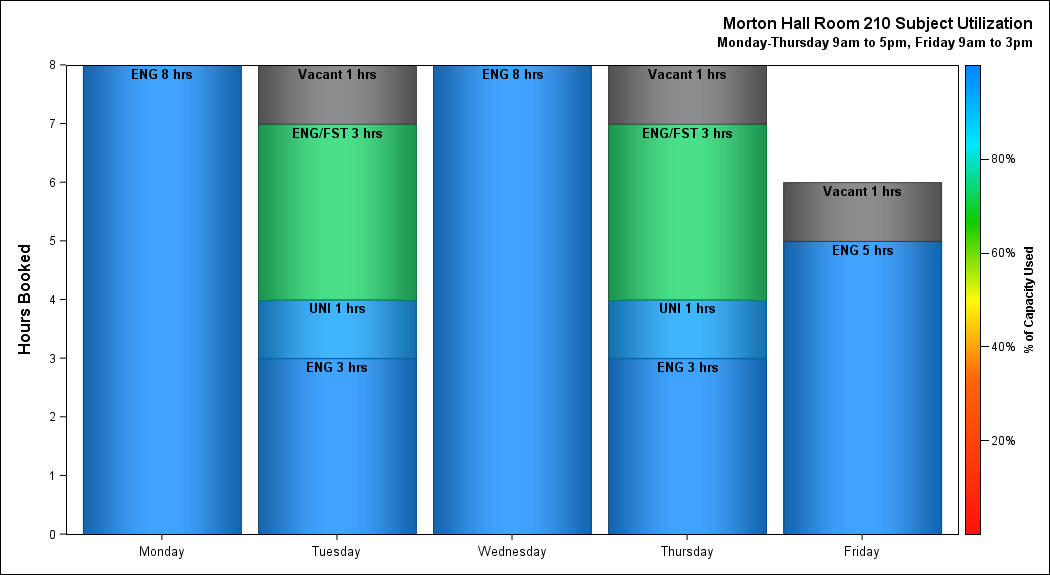 Morton Hall Room 210 Subject Utilization
Monday-Thursday 9am to 5pm, Friday 9am to 3pm
Hours Booked
8
7
6
5
4
3
2
1
0
ENG 8 hrs
Vacant 1 hrs
ENG/FST 3 hrs
UNI 1 hrs
ENG 3 hrs
ENG 8 hrs
Vacant 1 hrs
ENG/FST 3 hrs
UNI 1 hrs
ENG 3 hrs
Vacant 1 hrs
ENG 5 hrs
Monday
Tuesday
Wednesday
Thursday
Friday
80%
60%
40%
20%
% of Capacity Used